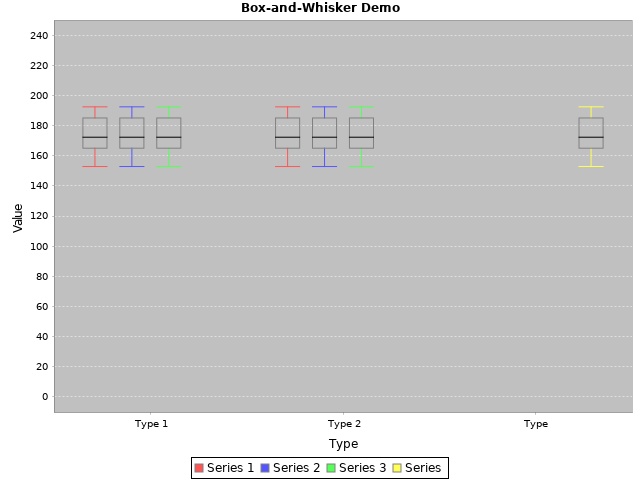 Box-and-Whisker Demo
240
220
200
180
160
140
120
100
80
60
40
20
0
Value
Type 1
Type 2
Type
Type
Series 1 Series 2 Series 3 Series